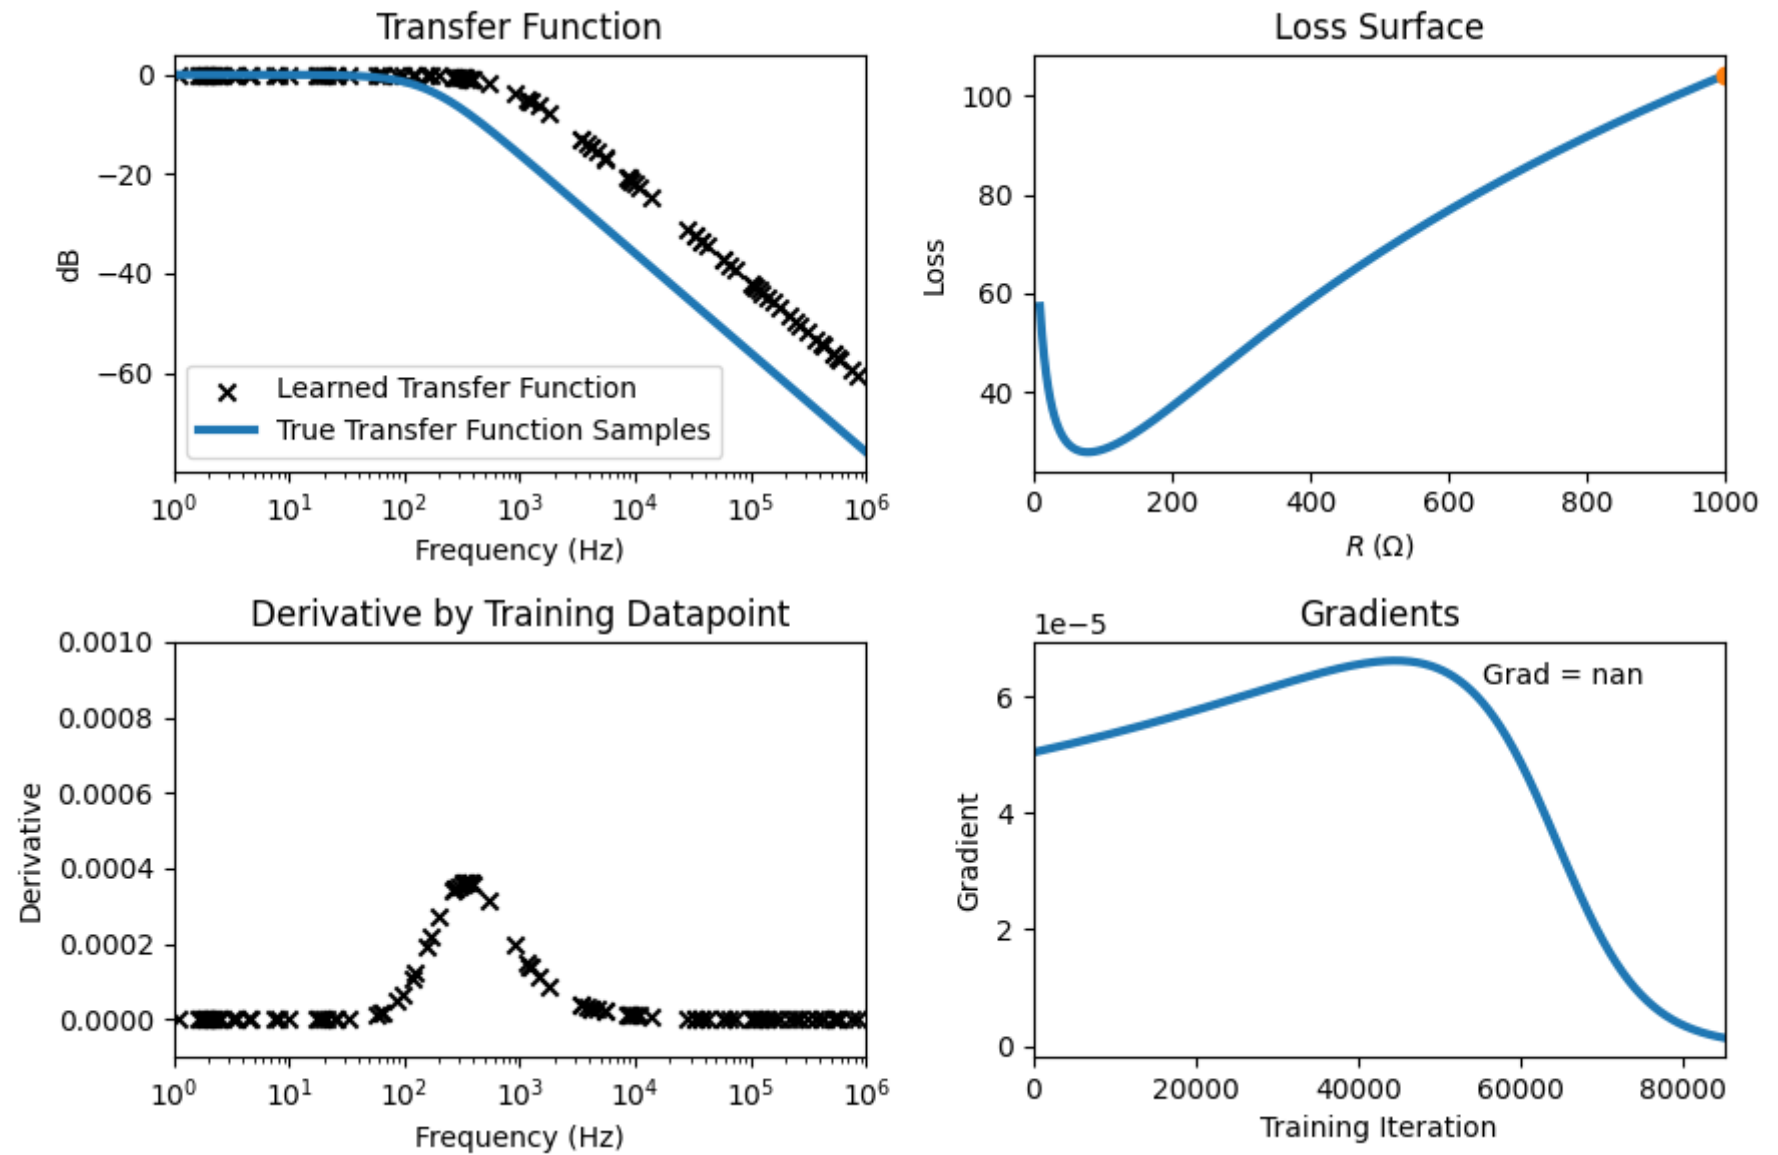 Transfer Function
0
−20
−40
−60
dB
Learned Transfer Function
True Transfer Function Samples
10⁰ 10¹ 10² 10³ 10⁴ 10⁵ 10⁶
Frequency (Hz)
Loss Surface
100
80
60
40
Loss
0 200 400 600 800 1000
R (Ω)
Derivative by Training Datapoint
0.0010
0.0008
0.0006
0.0004
0.0002
0.0000
Derivative
10⁰ 10¹ 10² 10³ 10⁴ 10⁵ 10⁶
Frequency (Hz)
Gradients
1e−5
Grad = nan
6
4
2
0
Gradient
0 20000 40000 60000 80000
Training Iteration